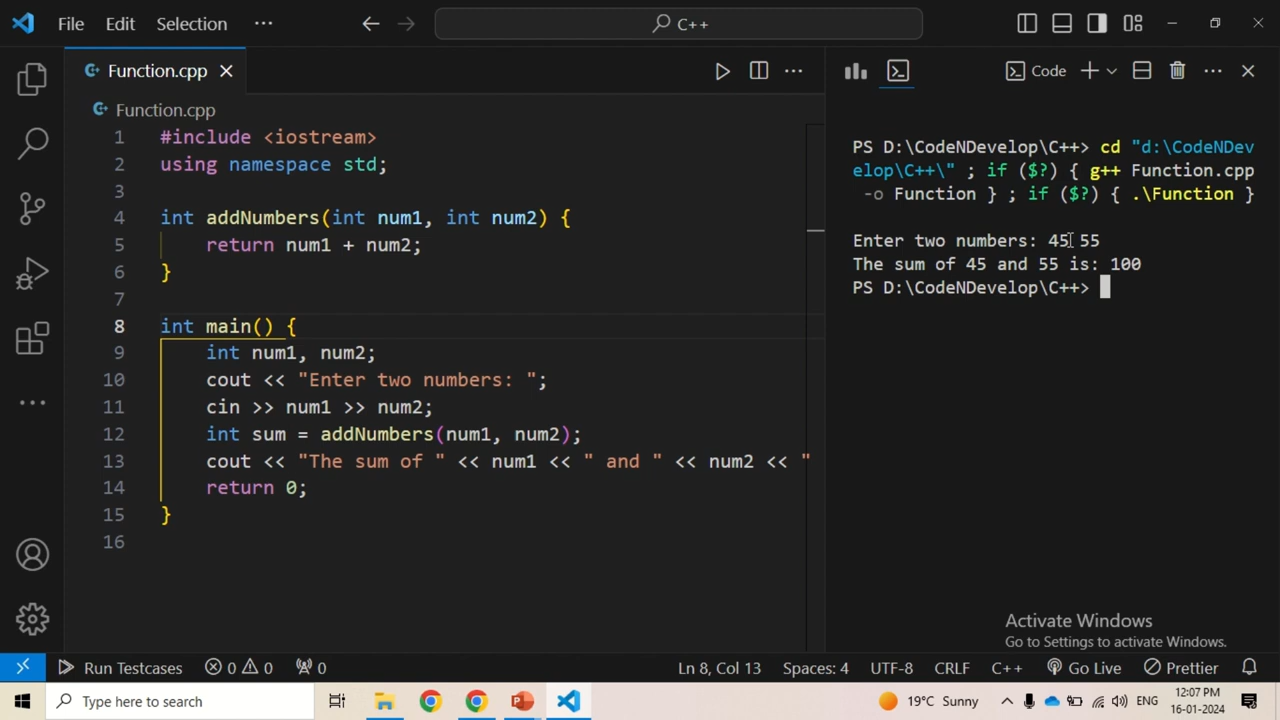 File Edit Selection ··· C++
Function.cpp
Code
Function.cpp
1 #include <iostream>
2 using namespace std;
3
4 int addNumbers(int num1, int num2) {
5 return num1 + num2;
6 }
7
8 int main() {
9 int num1, num2;
10 cout << "Enter two numbers: ";
11 cin >> num1 >> num2;
12 int sum = addNumbers(num1, num2);
13 cout << "The sum of " << num1 << " and " << num2 << "
14 return 0;
15 }
16
PS D:\CodeNDevelop\C++> cd "d:\CodeNDev
elop\C++\" ; if ($?) { g++ Function.cpp
-o Function } ; if ($?) { .\Function }
Enter two numbers: 45 55
The sum of 45 and 55 is: 100
PS D:\CodeNDevelop\C++>
Activate Windows
Go to Settings to activate Windows.
Run Testcases 0 0 0 Ln 8, Col 13 Spaces: 4 UTF-8 CRLF C++ Go Live Prettier
Type here to search 19°C Sunny ENG 12:07 PM
16-01-2024